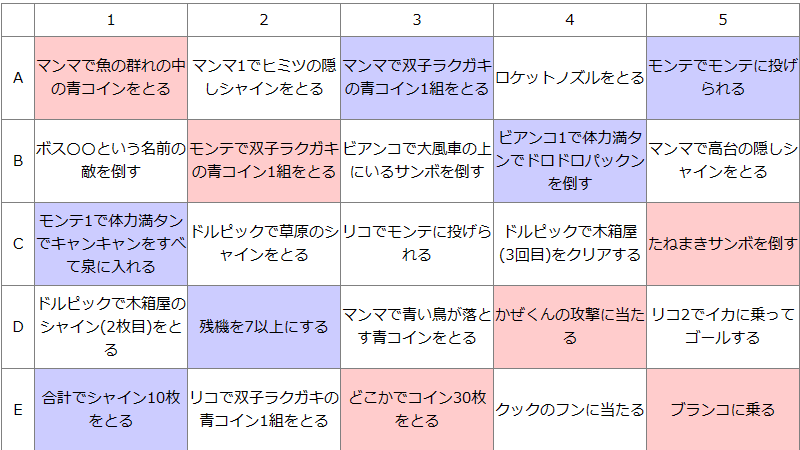 1 2 3 4 5
A
マンマで魚の群れの中
の青コインをとる
マンマ1でヒミツの隠
しシャインをとる
マンマで双子ラクガキ
の青コイン1組をとる
ロケットノズルをとる
モンテでモンテに投げ
られる
B
ボス〇〇という名前の
敵を倒す
モンテで双子ラクガキ
の青コイン1組をとる
ビアンコで大風車の上
にいるサンボを倒す
ビアンコ1で体力満タ
ンでドロドロパックン
を倒す
マンマで高台の隠しシ
ャインをとる
C
モンテ1で体力満タン
でキャンキャンをすべ
て泉に入れる
ドルピックで草原のシ
ャインをとる
リコでモンテに投げら
れる
ドルピックで木箱屋
(3回目)をクリアする
たねまきサンボを倒す
D
ドルピックで木箱屋の
シャイン(2枚目)をと
る
残機を7以上にする
マンマで青い鳥が落と
す青コインをとる
かぜくんの攻撃に当た
る
リコ2でイカに乗って
ゴールする
E
合計でシャイン10枚
をとる
リコで双子ラクガキの
青コイン1組をとる
どこかでコイン30枚
をとる
クックのフンに当たる
ブランコに乗る